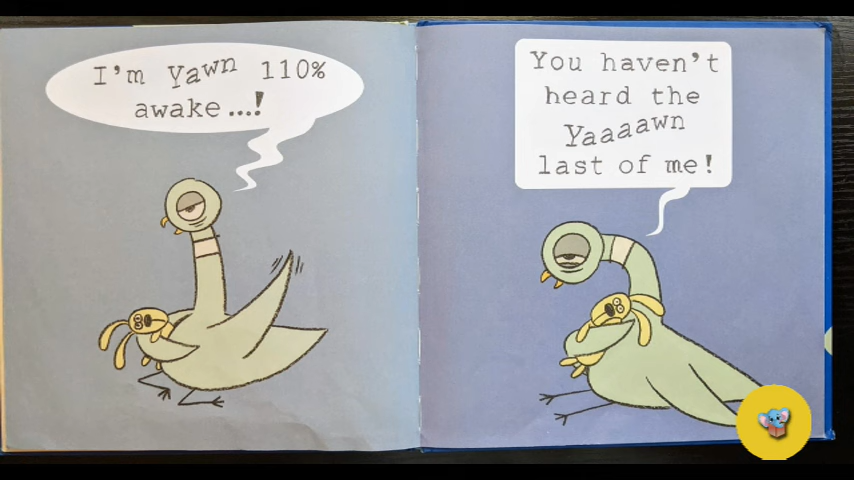 I'm Yawn 110%
awake ...!
You haven't
heard the
Yaaaawn
last of me!